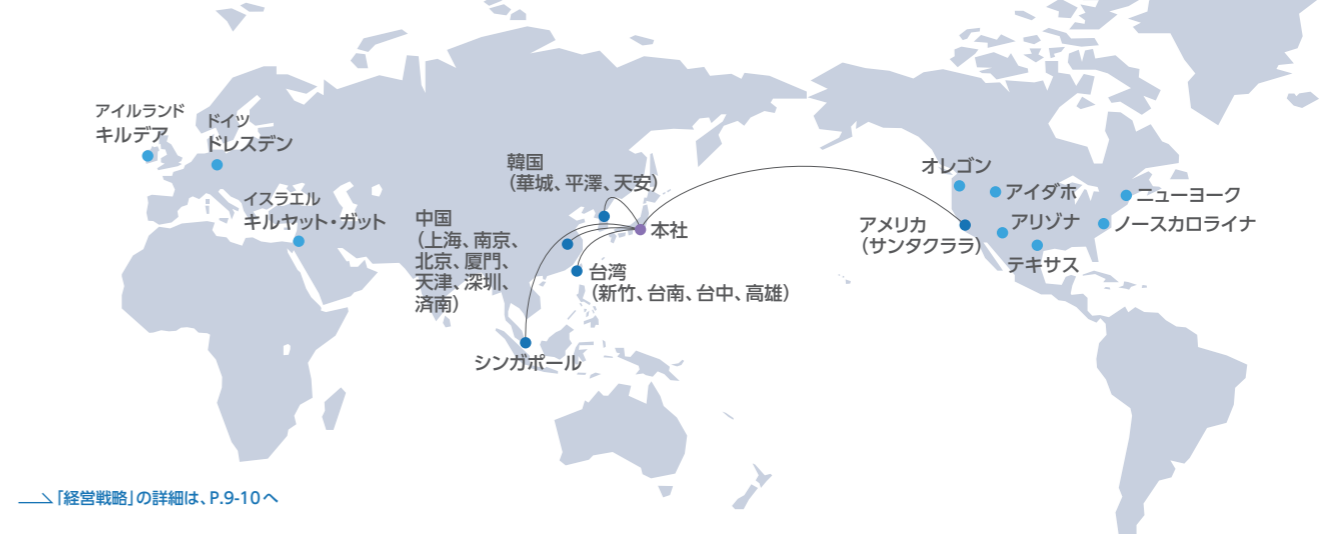 アイルランド
キルデア
ドイツ
ドレスデン
イスラエル
キルヤット・ガット
韓国
（華城、平澤、天安）
中国
（上海、南京、
北京、厦門、
天津、深圳、
済南）
本社
台湾
（新竹、台南、台中、高雄）
シンガポール
アメリカ
（サンタクララ）
オレゴン
アイダホ
アリゾナ
テキサス
ニューヨーク
ノースカロライナ
「経営戦略」の詳細は、P.9-10へ